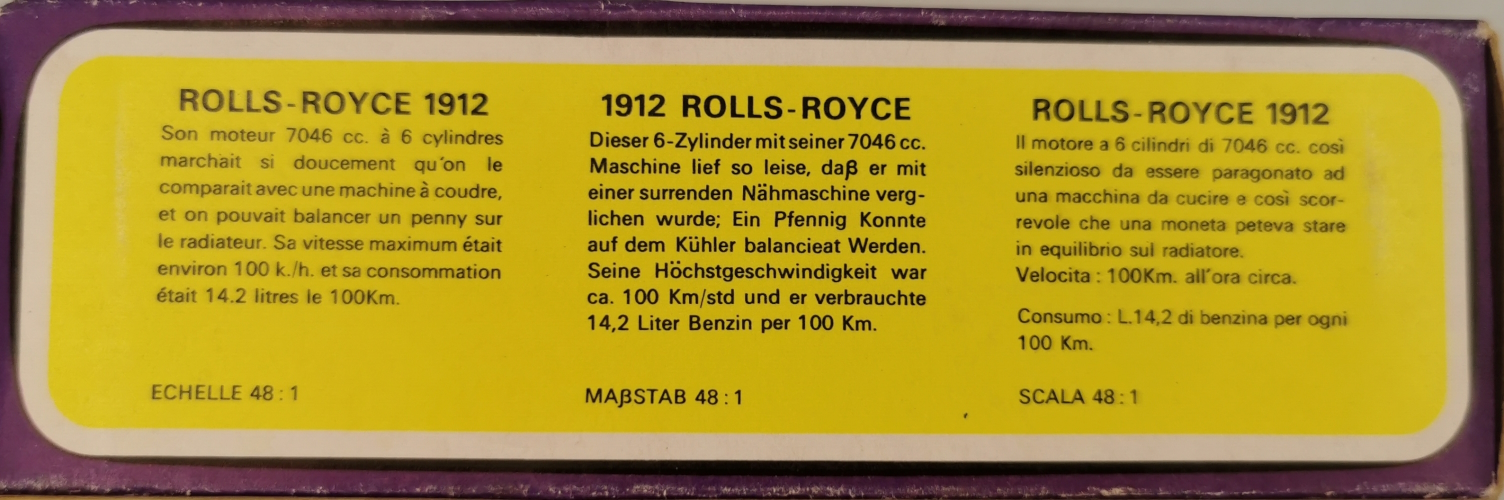 ROLLS-ROYCE 1912
Son moteur 7046 cc. à 6 cylindres
marchait si doucement qu'on le
comparait avec une machine à coudre,
et on pouvait balancer un penny sur
le radiateur. Sa vitesse maximum était
environ 100 k./h. et sa consommation
était 14.2 litres le 100Km.
ECHELLE 48 : 1
1912 ROLLS-ROYCE
Dieser 6-Zylinder mit seiner 7046 cc.
Maschine lief so leise, daβ er mit
einer surrenden Nähmaschine verg-
lichen wurde; Ein Pfennig Konnte
auf dem Kühler balancieat Werden.
Seine Höchstgeschwindigkeit war
ca. 100 Km/std und er verbrauchte
14,2 Liter Benzin per 100 Km.
MAβSTAB 48 : 1
ROLLS-ROYCE 1912
Il motore a 6 cilindri di 7046 cc. così
silenzioso da essere paragonato ad
una macchina da cucire e così scor-
revole che una moneta peteva stare
in equilibrio sul radiatore.
Velocita : 100Km. all'ora circa.
Consumo : L.14,2 di benzina per ogni
100 Km.
SCALA 48 : 1